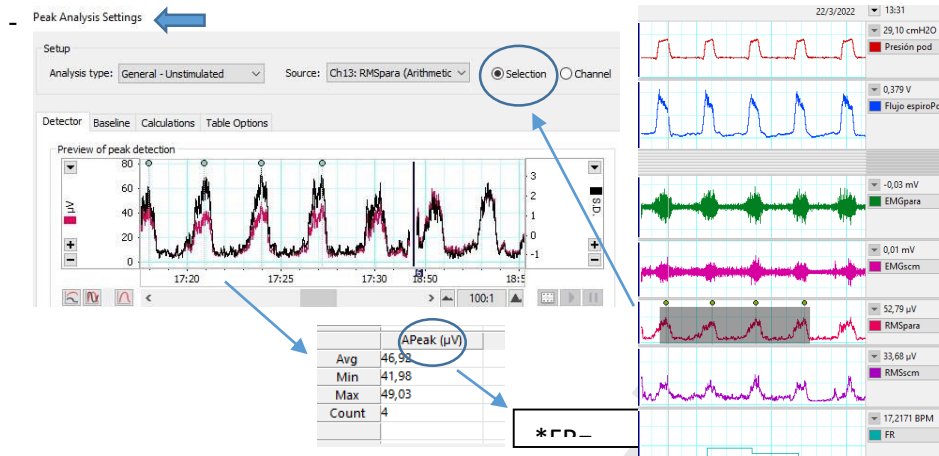 - Peak Analysis Settings
Setup
Analysis type: General - Unstimulated Source: Ch13: RMSpara (Arithmetic Selection Channel
Detector Baseline Calculations Table Options
Preview of peak detection
80
60
40
20
0
µV
3
2
1
0
-1
S.D.
17:20 17:25 17:30 18:50 18:5
100:1
APeak (µV)
Avg 46,92
Min 41,98
Max 49,03
Count 4
22/3/2022 13:31
29,10 cmH2O
Presión pod
0,379 V
Flujo espiroPo
-0,03 mV
EMGpara
0,01 mV
EMGscm
52,79 µV
RMSpara
33,68 µV
RMSscm
17,2171 BPM
FR